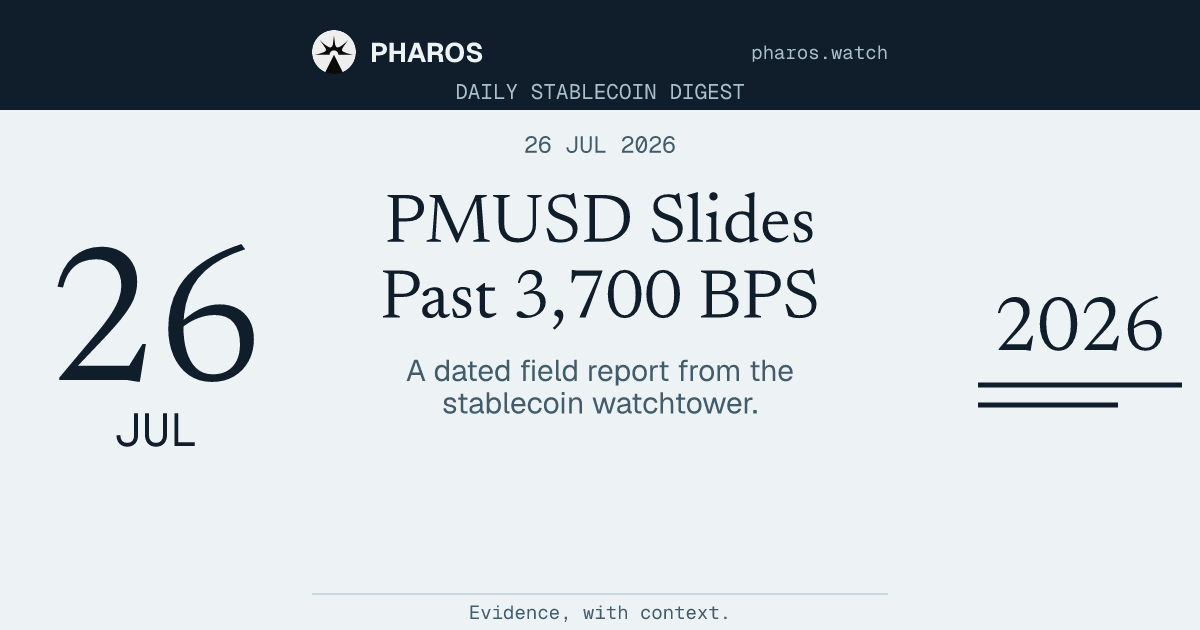 PHAROS
pharos.watch
DAILY STABLECOIN DIGEST
26 JUL 2026
PMUSD Slides
Past 3,700 BPS
A dated field report from the
stablecoin watchtower.
26
JUL
2026
Evidence, with context.